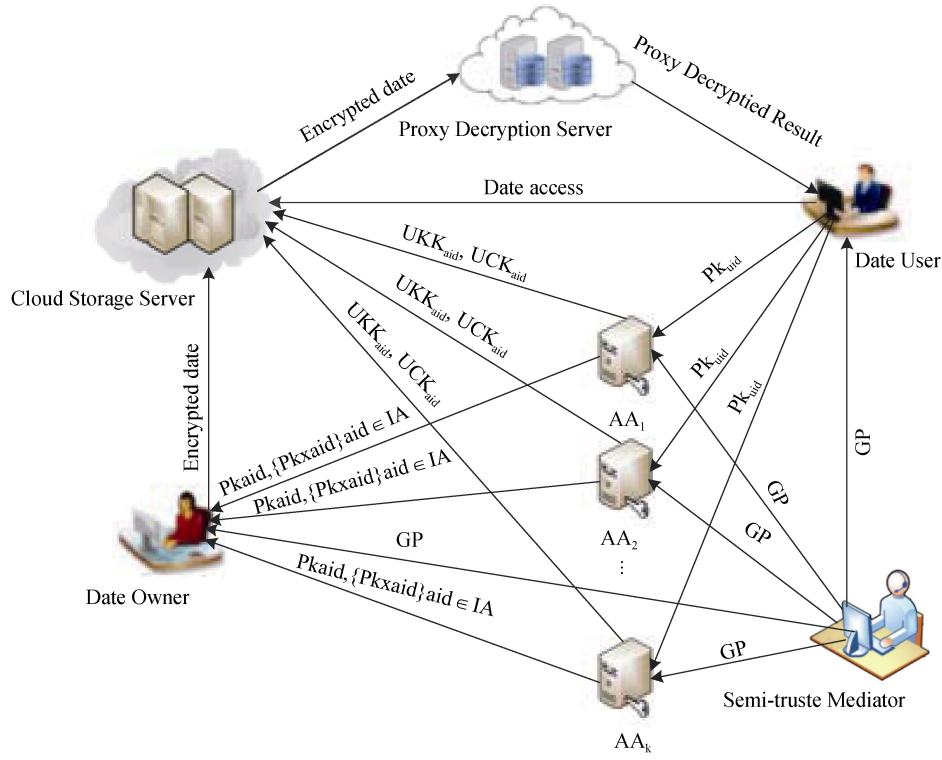 Encrypted date
Proxy Decryption Server
Proxy Decryptied Result
Date access
Cloud Storage Server
Date User
UKK_aid, UCK_aid
Pk_uid
UKK_aid, UCK_aid
Pk_uid
UKK_aid, UCK_aid
Pk_uid
Encrypted date
AA_1
GP
Pkaid,{Pkxaid}aid ∈ IA
Pkaid,{Pkxaid}aid ∈ IA
GP
GP
AA_2
GP
⋮
Date Owner
Pkaid,{Pkxaid}aid ∈ IA
GP
Semi-truste Mediator
AA_k